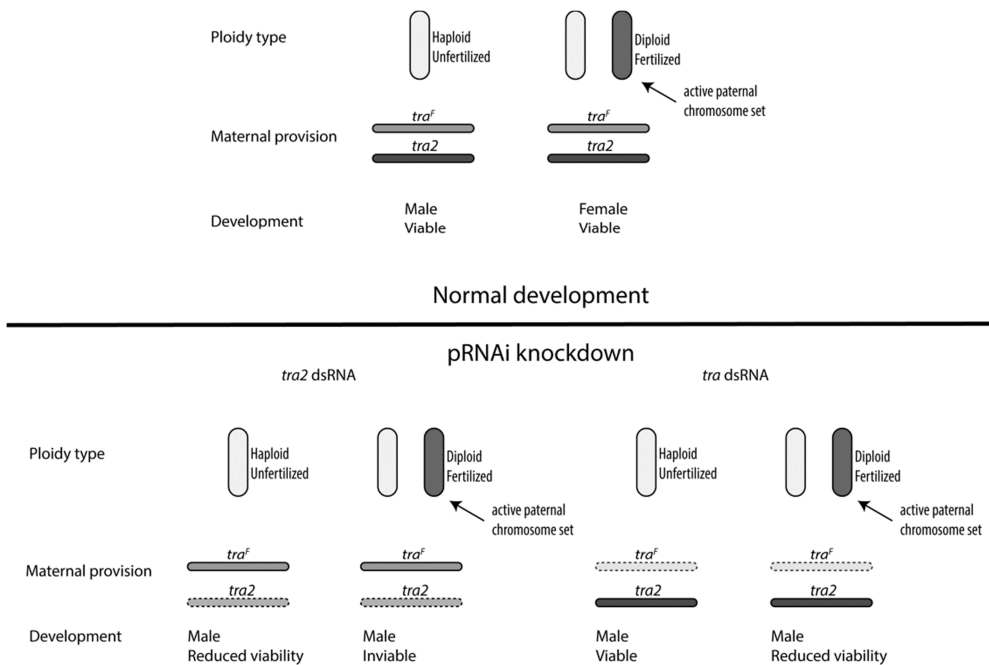 Ploidy type
Haploid
Unfertilized
Diploid
Fertilized
active paternal
chromosome set
Maternal provision
traF
traF
tra2
tra2
Development
Male
Viable
Female
Viable
Normal development
pRNAi knockdown
tra2 dsRNA
tra dsRNA
Ploidy type
Haploid
Unfertilized
Diploid
Fertilized
active paternal
chromosome set
Haploid
Unfertilized
Diploid
Fertilized
active paternal
chromosome set
Maternal provision
traF
traF
traF
traF
tra2
tra2
tra2
tra2
Development
Male
Reduced viability
Male
Inviable
Male
Viable
Male
Reduced viability